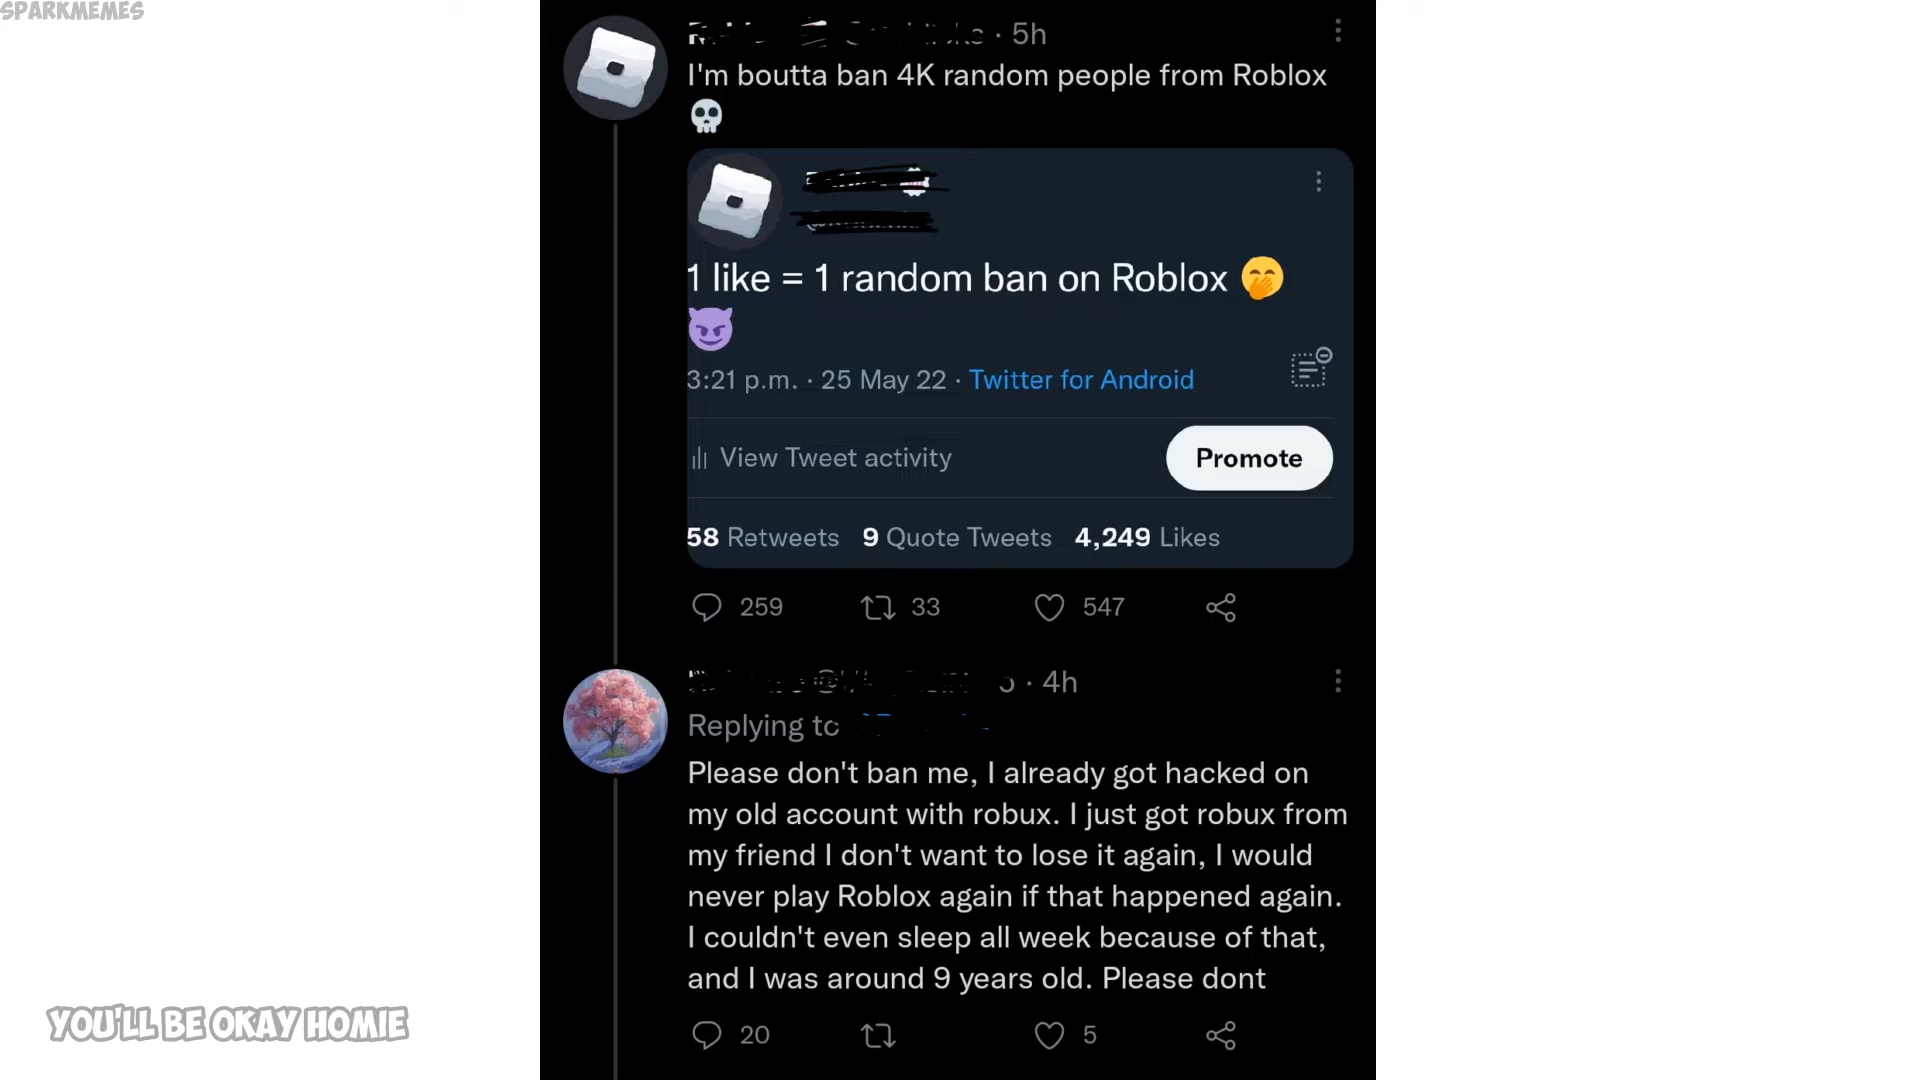 SPARKMEMES
· 5h
I'm boutta ban 4K random people from Roblox
💀
1 like = 1 random ban on Roblox 🤭
😈
3:21 p.m. · 25 May 22 · Twitter for Android
View Tweet activity
Promote
58 Retweets 9 Quote Tweets 4,249 Likes
259 33 547
· 4h
Replying to
Please don't ban me, I already got hacked on
my old account with robux. I just got robux from
my friend I don't want to lose it again, I would
never play Roblox again if that happened again.
I couldn't even sleep all week because of that,
and I was around 9 years old. Please dont
20 5
YOU'LL BE OKAY HOMIE